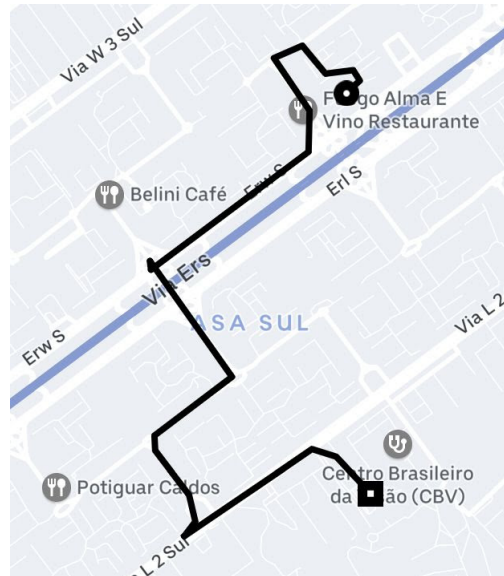 Via W 3 Sul
Alma E
Vino Restaurante
Erw S
Erl S
Belini Café
Via Ers
Erw S
ASA SUL
Via L 2
Centro Brasileiro
da (CBV)
Potiguar Caldos
L 2 Sul